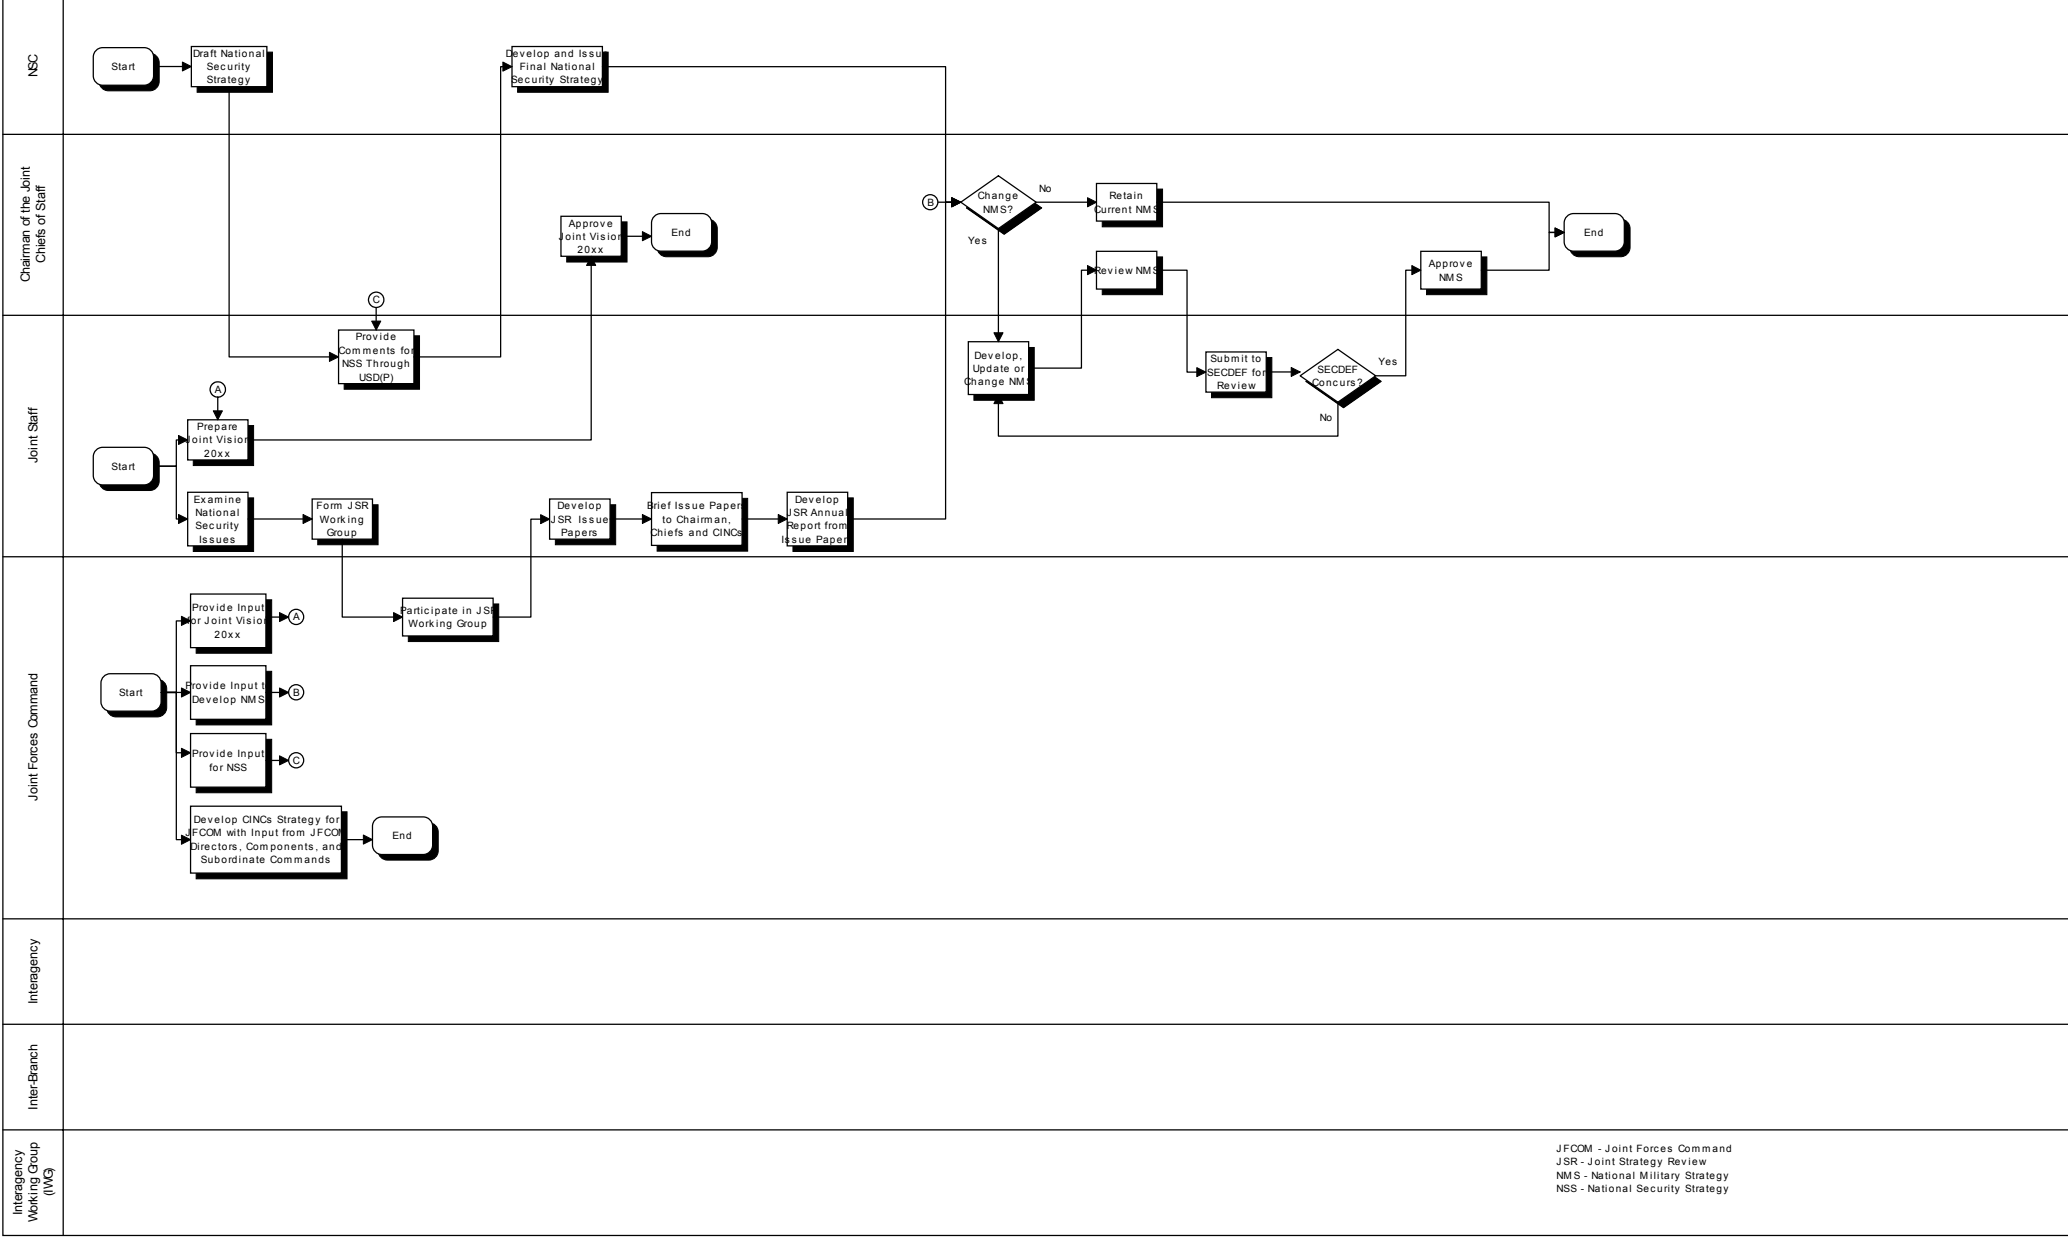 NSC
Start
Draft National
Security
Strategy
Develop and Issu
Final National
Security Strategy
Chairman of the Joint
Chiefs of Staff
Approve
Joint Vision
20xx
End
B
Change
NMS?
No
Yes
Retain
Current NMS
Review NMS
Approve
NMS
End
C
Joint Staff
Provide
Comments for
NSS Through
USD(P)
A
Prepare
Joint Vision
20xx
Start
Examine
National
Security
Issues
Form JSR
Working
Group
Develop
JSR Issue
Papers
Brief Issue Papers
to Chairman,
Chiefs and CINCs
Develop
JSR Annual
Report from
Issue Paper
Develop,
Update or
Change NMS
Submit to
SECDEF for
Review
SECDEF
Concurs?
Yes
No
Joint Forces Command
Start
Provide Input
for Joint Vision
20xx
A
Participate in JSR
Working Group
Provide Input to
Develop NMS
B
Provide Input
for NSS
C
Develop CINCs Strategy for
JFCOM with Input from JFCOM
Directors, Components, and
Subordinate Commands
End
Interagency
Inter-Branch
Interagency
Working Group
(IWG)
JFCOM - Joint Forces Command
JSR - Joint Strategy Review
NMS - National Military Strategy
NSS - National Security Strategy